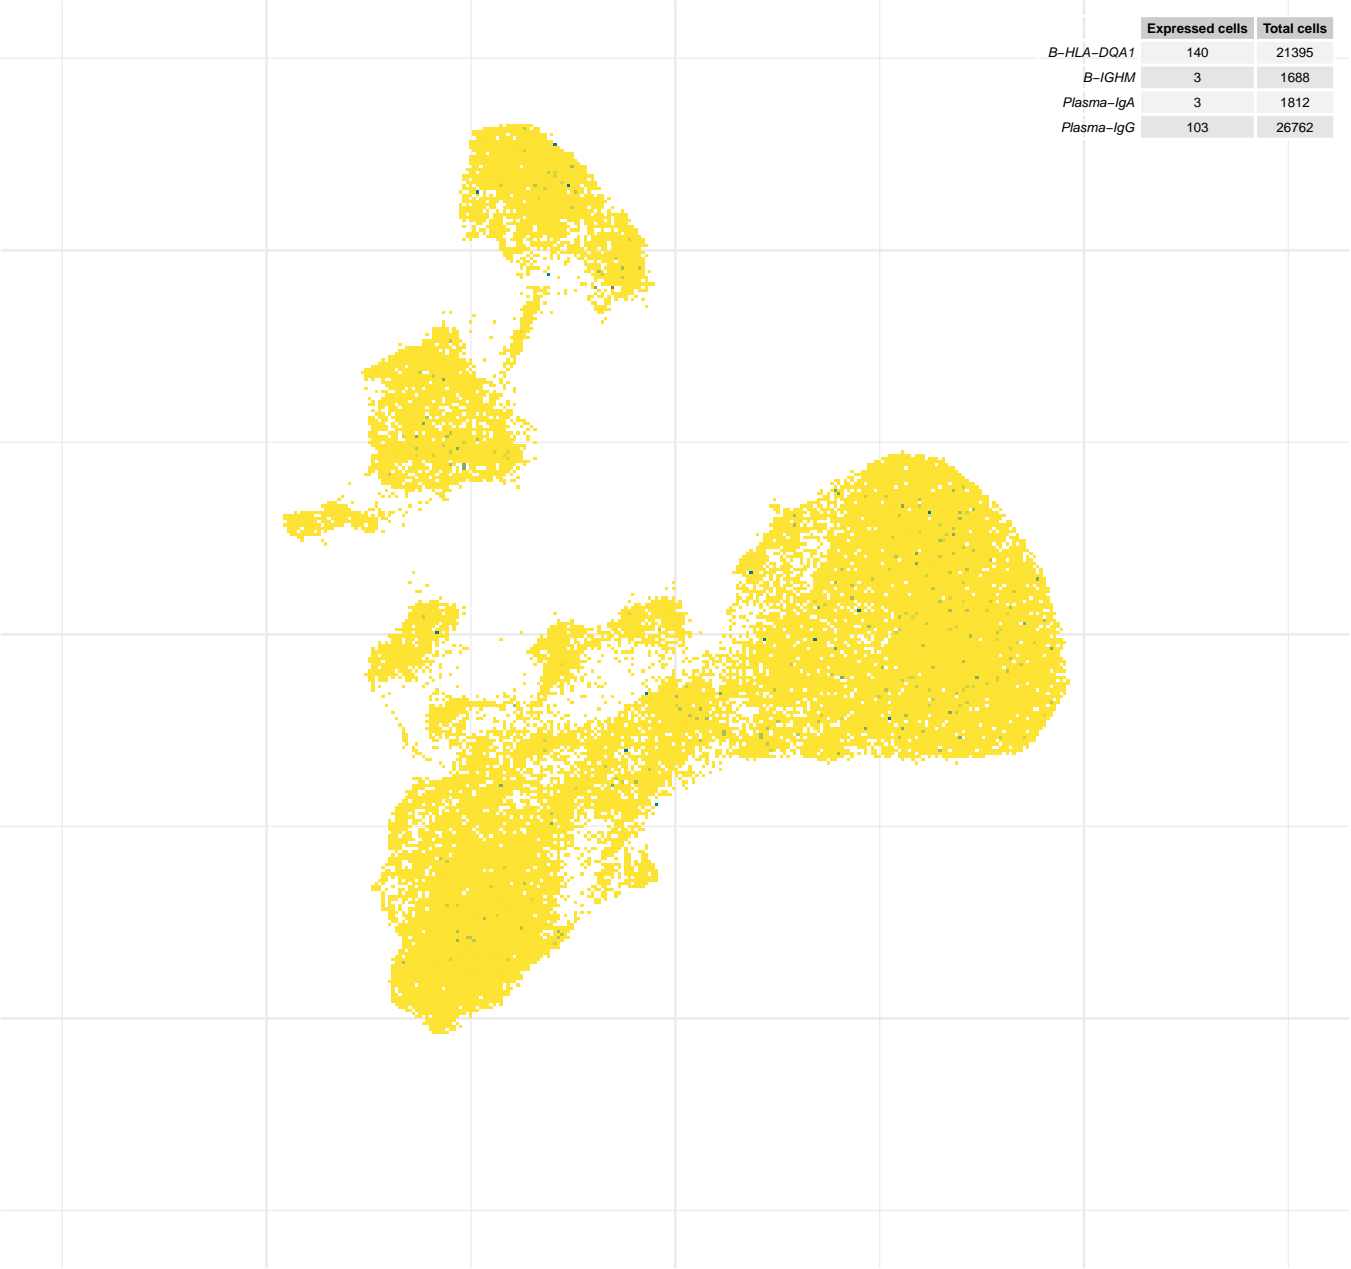 Expressed cells Total cells
B−HLA−DQA1 140 21395
B−IGHM 3 1688
Plasma−IgA 3 1812
Plasma−IgG 103 26762